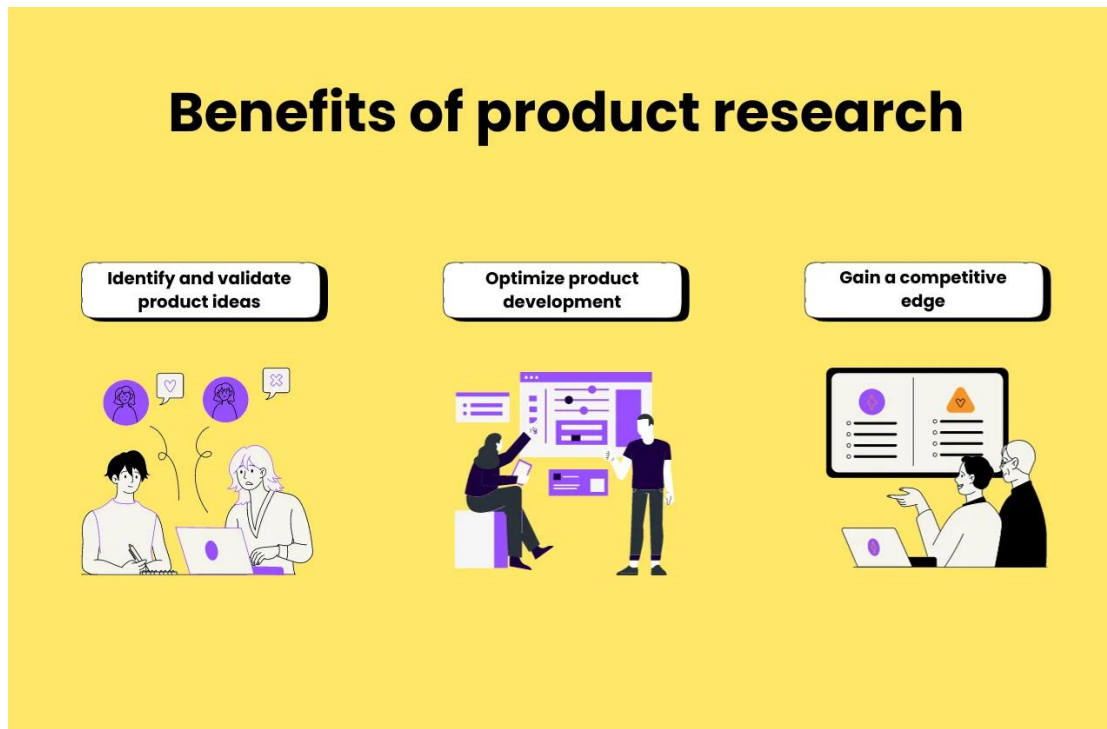 Benefits of product research
Identify and validate
product ideas
Optimize product
development
Gain a competitive
edge